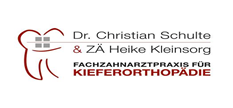 Dr. Christian Schulte
& ZÄ Heike Kleinsorg
FACHZAHNARZTPRAXIS FÜR
KIEFERORTHOPÄDIE